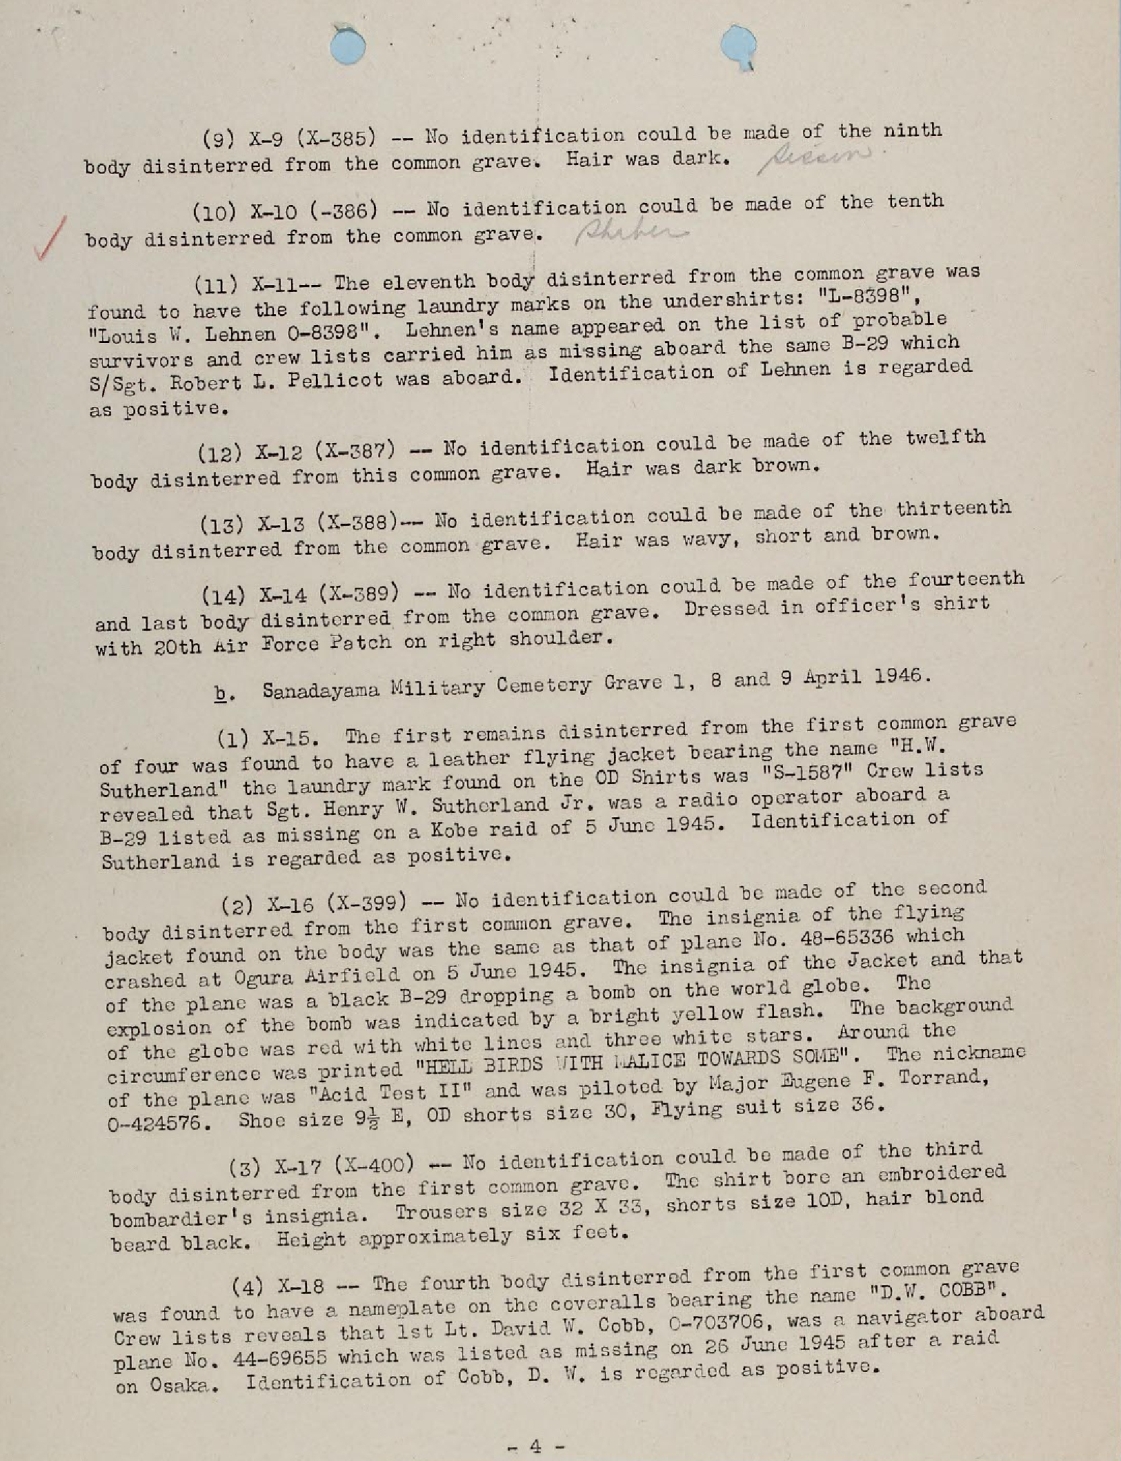 (9) X-9 (X-385) -- No identification could be made of the ninth
body disinterred from the common grave. Hair was dark.
(10) X-10 (-386) -- No identification could be made of the tenth
body disinterred from the common grave.
(11) X-11-- The eleventh body disinterred from the common grave was
found to have the following laundry marks on the undershirts: "L-8398",
"Louis W. Lehnen O-8398". Lehnen's name appeared on the list of probable
survivors and crew lists carried him as missing aboard the same B-29 which
S/Sgt. Robert L. Pellicot was aboard. Identification of Lehnen is regarded
as positive.
(12) X-12 (X-387) -- No identification could be made of the twelfth
body disinterred from this common grave. Hair was dark brown.
(13) X-13 (X-388)-- No identification could be made of the thirteenth
body disinterred from the common grave. Hair was wavy, short and brown.
(14) X-14 (X-389) -- No identification could be made of the fourteenth
and last body disinterred from the common grave. Dressed in officer's shirt
with 20th Air Force Patch on right shoulder.
b. Sanadayama Military Cemetery Grave 1, 8 and 9 April 1946.
(1) X-15. The first remains disinterred from the first common grave
of four was found to have a leather flying jacket bearing the name "H.W.
Sutherland" the laundry mark found on the OD Shirts was "S-1587" Crew lists
revealed that Sgt. Henry W. Sutherland Jr. was a radio operator aboard a
B-29 listed as missing on a Kobe raid of 5 June 1945. Identification of
Sutherland is regarded as positive.
(2) X-16 (X-399) -- No identification could be made of the second
body disinterred from the first common grave. The insignia of the flying
jacket found on the body was the same as that of plane No. 48-65336 which
crashed at Ogura Airfield on 5 June 1945. The insignia of the Jacket and that
of the plane was a black B-29 dropping a bomb on the world globe. The
explosion of the bomb was indicated by a bright yellow flash. The background
of the globe was red with white lines and three white stars. Around the
circumference was printed "HELL BIRDS WITH MALICE TOWARDS SOME". The nickname
of the plane was "Acid Test II" and was piloted by Major Eugene F. Torrand,
O-424576. Shoe size 9½ E, OD shorts size 30, Flying suit size 36.
(3) X-17 (X-400) -- No identification could be made of the third
body disinterred from the first common grave. The shirt bore an embroidered
bombardier's insignia. Trousers size 32 X 33, shorts size 10D, hair blond
beard black. Height approximately six feet.
(4) X-18 -- The fourth body disinterred from the first common grave
was found to have a nameplate on the coveralls bearing the name "D.W. COBB".
Crew lists reveals that 1st Lt. David W. Cobb, O-703706, was a navigator aboard
plane No. 44-69655 which was listed as missing on 26 June 1945 after a raid
on Osaka. Identification of Cobb, D. W. is regarded as positive.
- 4 -